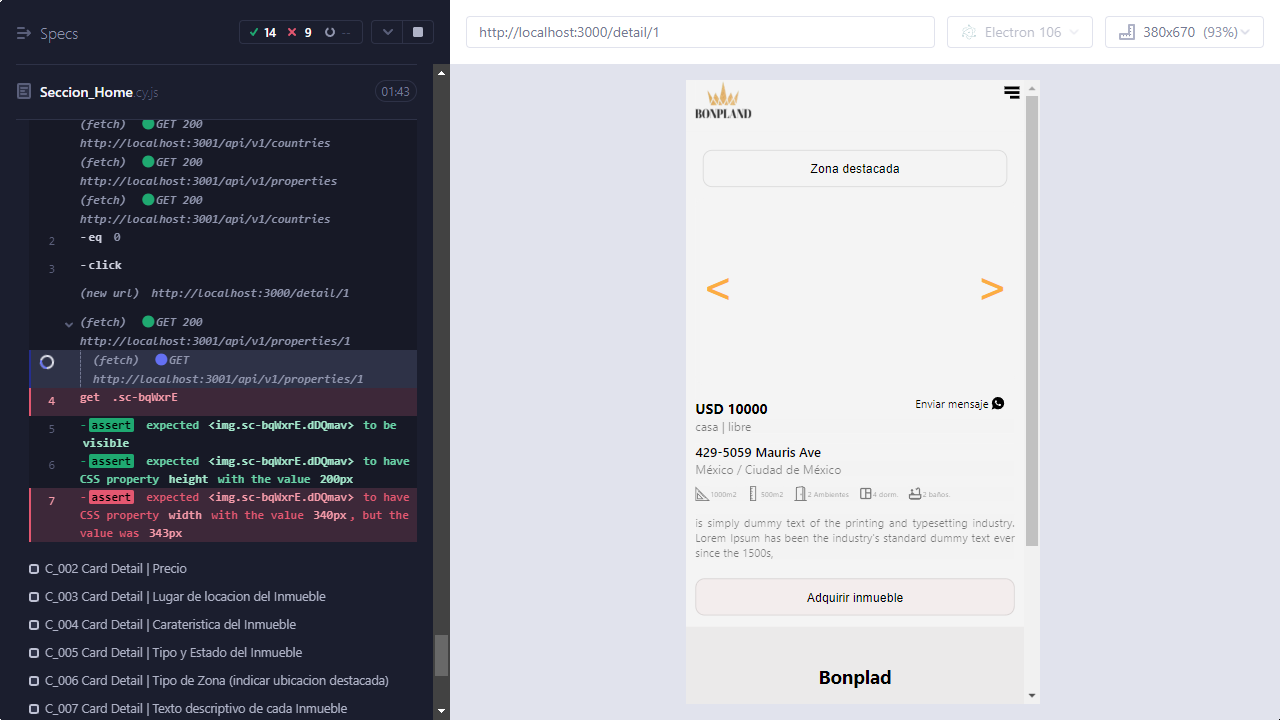 Specs
14
9
--
Seccion_Home.cy.js
01:43
(fetch) GET 200
http://localhost:3001/api/v1/countries
(fetch) GET 200
http://localhost:3001/api/v1/properties
(fetch) GET 200
http://localhost:3001/api/v1/countries
2 -eq 0
3 -click
(new url) http://localhost:3000/detail/1
(fetch) GET 200
http://localhost:3001/api/v1/properties/1
(fetch) GET
http://localhost:3001/api/v1/properties/1
4 get .sc-bqWxrE
5 -assert expected <img.sc-bqWxrE.dDQmav> to be
visible
6 -assert expected <img.sc-bqWxrE.dDQmav> to have
CSS property height with the value 200px
7 -assert expected <img.sc-bqWxrE.dDQmav> to have
CSS property width with the value 340px, but the
value was 343px
C_002 Card Detail | Precio
C_003 Card Detail | Lugar de locacion del Inmueble
C_004 Card Detail | Carateristica del Inmueble
C_005 Card Detail | Tipo y Estado del Inmueble
C_006 Card Detail | Tipo de Zona (indicar ubicacion destacada)
C_007 Card Detail | Texto descriptivo de cada Inmueble
http://localhost:3000/detail/1
Electron 106
380x670 (93%)
BONPLAND
Zona destacada
< >
USD 10000
Enviar mensaje
casa | libre
429-5059 Mauris Ave
México / Ciudad de México
1000m2 500m2 2 Ambientes 4 dorm. 2 baños.
is simply dummy text of the printing and typesetting industry.
Lorem Ipsum has been the industry's standard dummy text ever
since the 1500s,
Adquirir inmueble
Bonplad